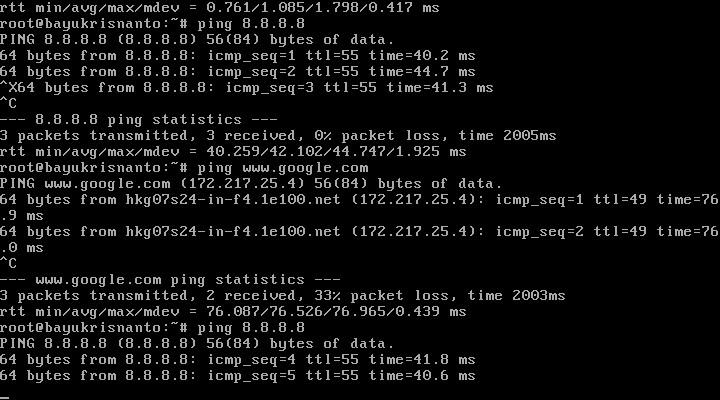 rtt min/avg/max/mdev = 0.761/1.085/1.798/0.417 ms
root@bayukrisnanto:~# ping 8.8.8.8
PING 8.8.8.8 (8.8.8.8) 56(84) bytes of data.
64 bytes from 8.8.8.8: icmp_seq=1 ttl=55 time=40.2 ms
64 bytes from 8.8.8.8: icmp_seq=2 ttl=55 time=44.7 ms
^X64 bytes from 8.8.8.8: icmp_seq=3 ttl=55 time=41.3 ms
^C
--- 8.8.8.8 ping statistics ---
3 packets transmitted, 3 received, 0% packet loss, time 2005ms
rtt min/avg/max/mdev = 40.259/42.102/44.747/1.925 ms
root@bayukrisnanto:~# ping www.google.com
PING www.google.com (172.217.25.4) 56(84) bytes of data.
64 bytes from hkg07s24-in-f4.1e100.net (172.217.25.4): icmp_seq=1 ttl=49 time=76
.9 ms
64 bytes from hkg07s24-in-f4.1e100.net (172.217.25.4): icmp_seq=2 ttl=49 time=76
.0 ms
^C
--- www.google.com ping statistics ---
3 packets transmitted, 2 received, 33% packet loss, time 2003ms
rtt min/avg/max/mdev = 76.087/76.526/76.965/0.439 ms
root@bayukrisnanto:~# ping 8.8.8.8
PING 8.8.8.8 (8.8.8.8) 56(84) bytes of data.
64 bytes from 8.8.8.8: icmp_seq=4 ttl=55 time=41.8 ms
64 bytes from 8.8.8.8: icmp_seq=5 ttl=55 time=40.6 ms